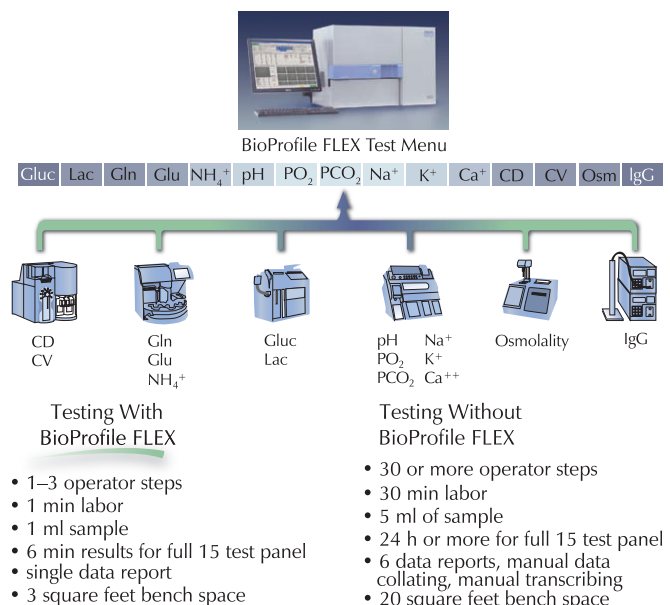 BioProfile FLEX Test Menu
Gluc Lac Gln Glu NH₄⁺ pH PO₂ PCO₂ Na⁺ K⁺ Ca⁺ CD CV Osm IgG
CD
CV
Gln
Glu
NH₄⁺
Gluc
Lac
pH Na⁺
PO₂ K⁺
PCO₂ Ca⁺⁺
Osmolality
IgG
Testing With
BioProfile FLEX
• 1–3 operator steps
• 1 min labor
• 1 ml sample
• 6 min results for full 15 test panel
• single data report
• 3 square feet bench space
Testing Without
BioProfile FLEX
• 30 or more operator steps
• 30 min labor
• 5 ml of sample
• 24 h or more for full 15 test panel
• 6 data reports, manual data
collating, manual transcribing
• 20 square feet bench space